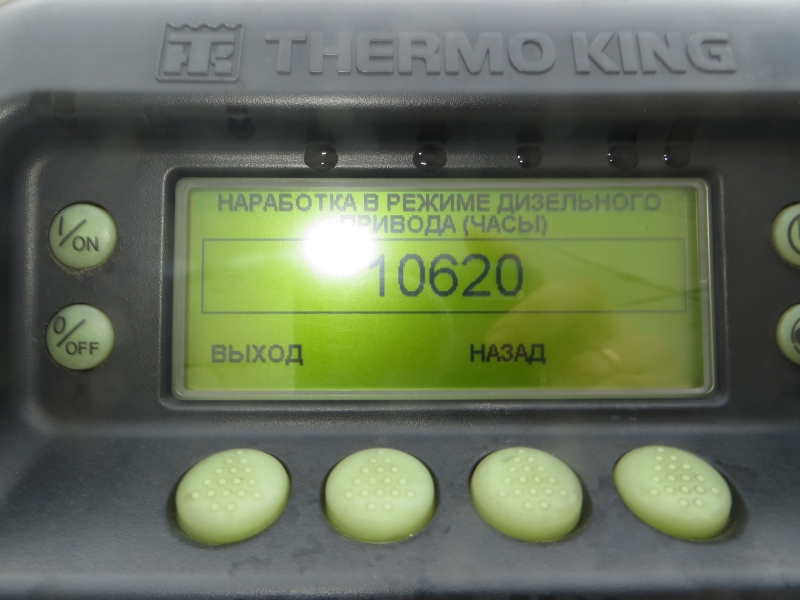 THERMO KING
НАРАБОТКА В РЕЖИМЕ ДИЗЕЛЬНОГО
ПРИВОДА (ЧАСЫ)
I/ON
10620
0/OFF
ВЫХОД НАЗАД